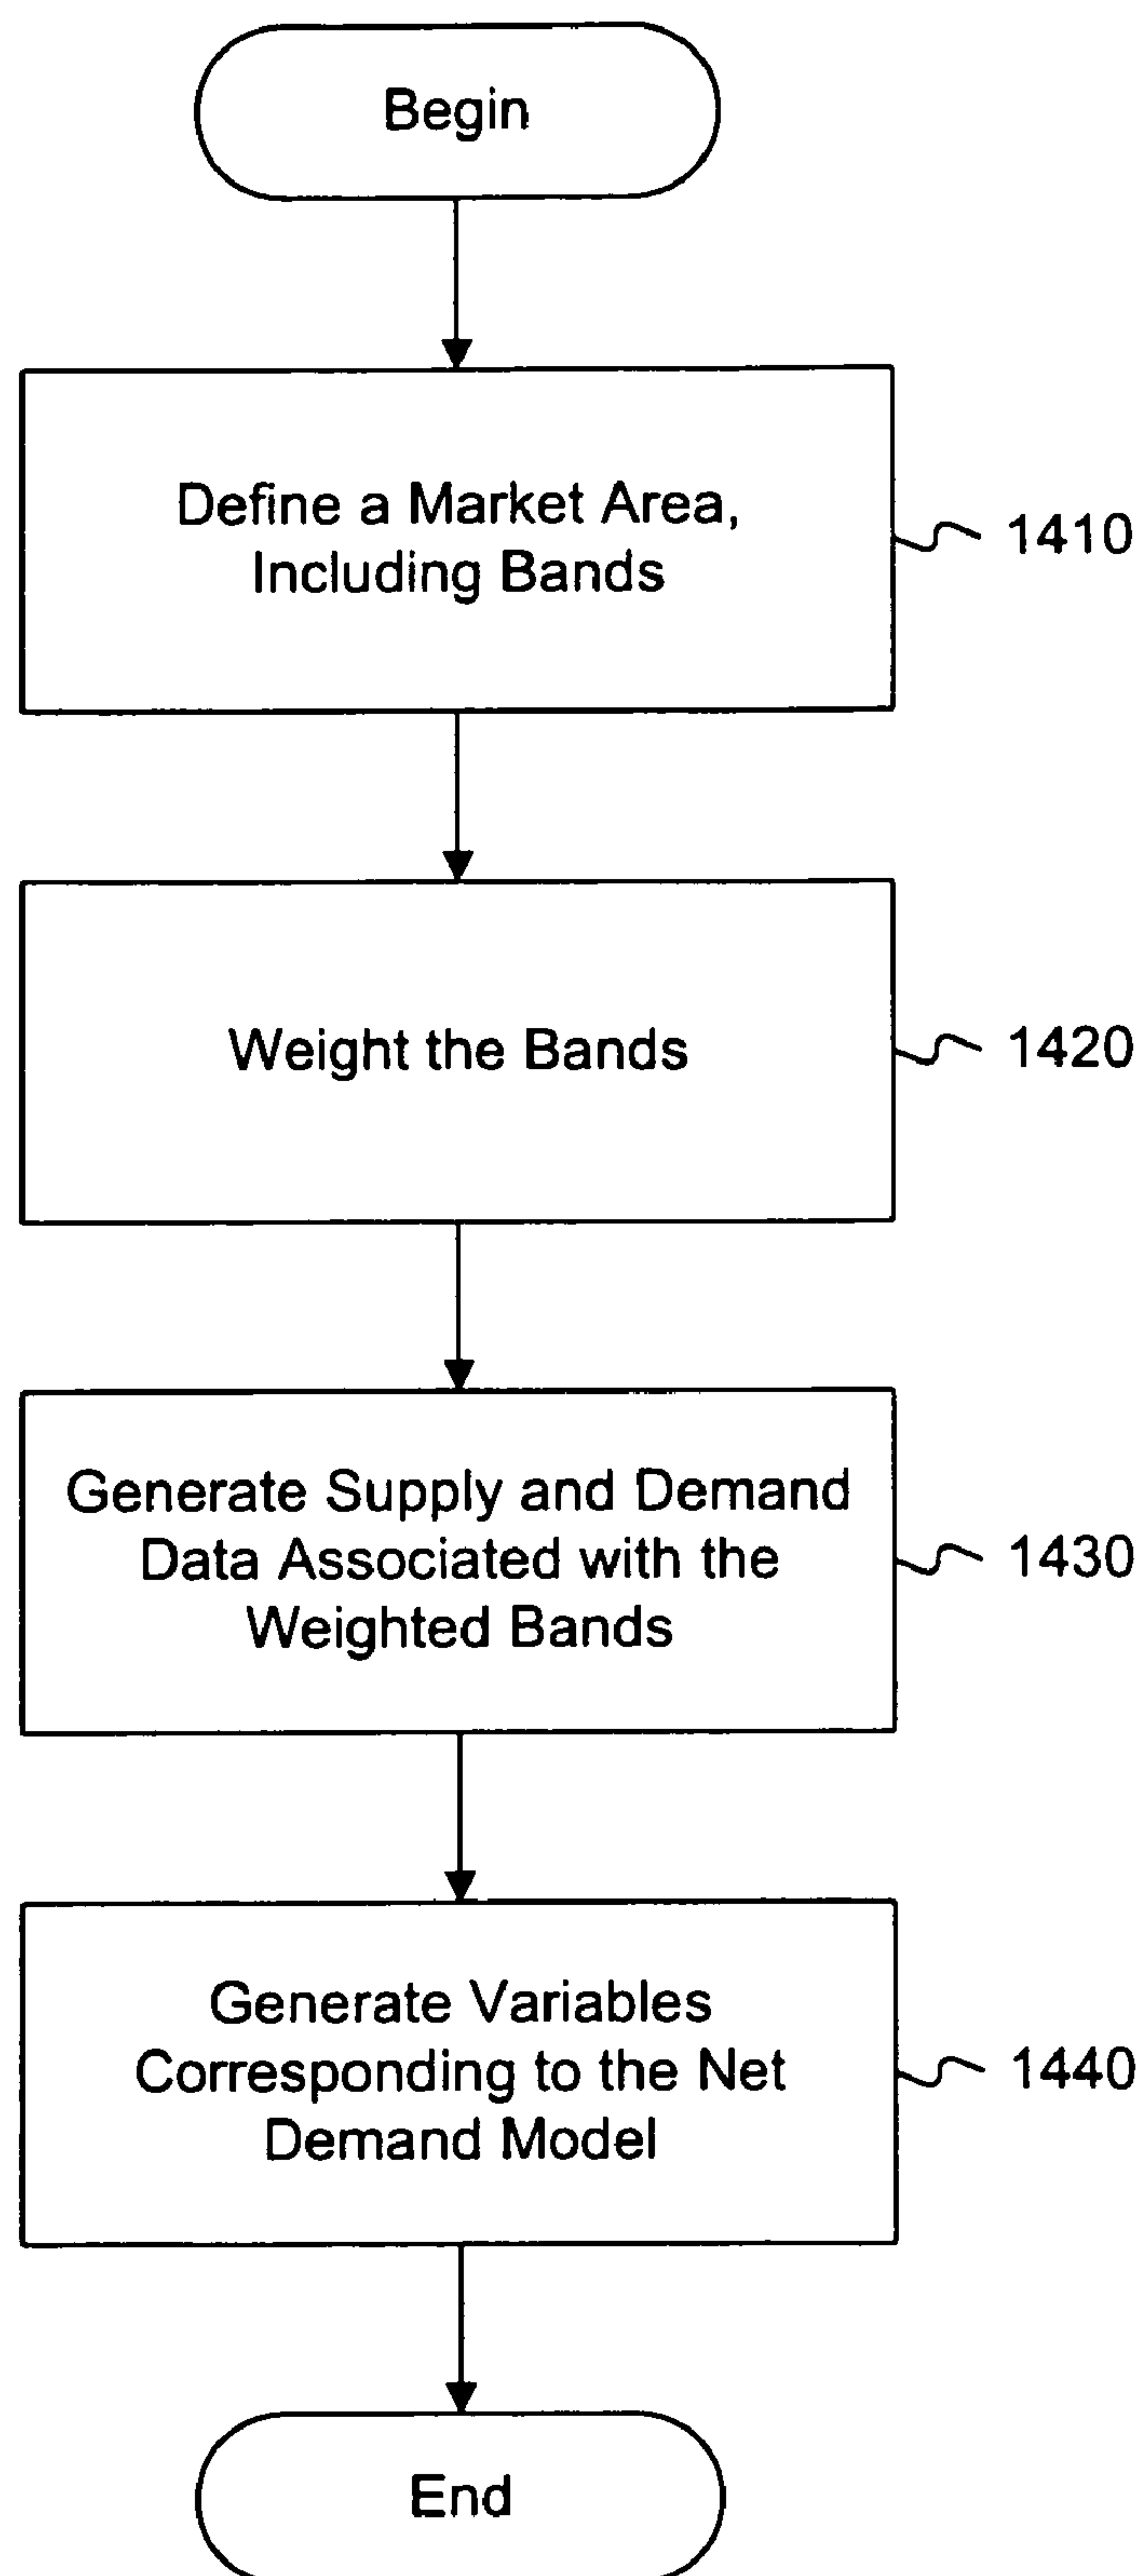 Begin
Define a Market Area,
Including Bands
1410
Weight the Bands
1420
Generate Supply and Demand
Data Associated with the
Weighted Bands
1430
Generate Variables
Corresponding to the Net
Demand Model
1440
End